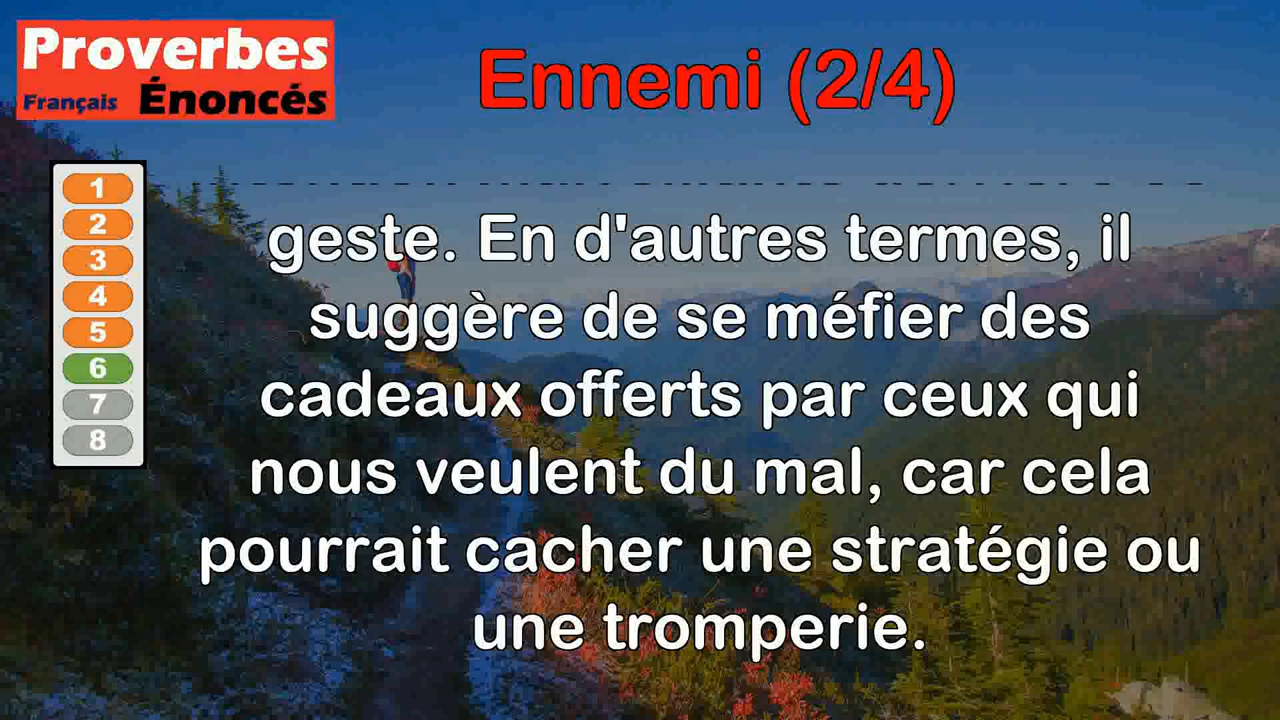 Proverbes
Français Énoncés
Ennemi (2/4)
1
2
3
4
5
6
7
8
geste. En d'autres termes, il
suggère de se méfier des
cadeaux offerts par ceux qui
nous veulent du mal, car cela
pourrait cacher une stratégie ou
une tromperie.